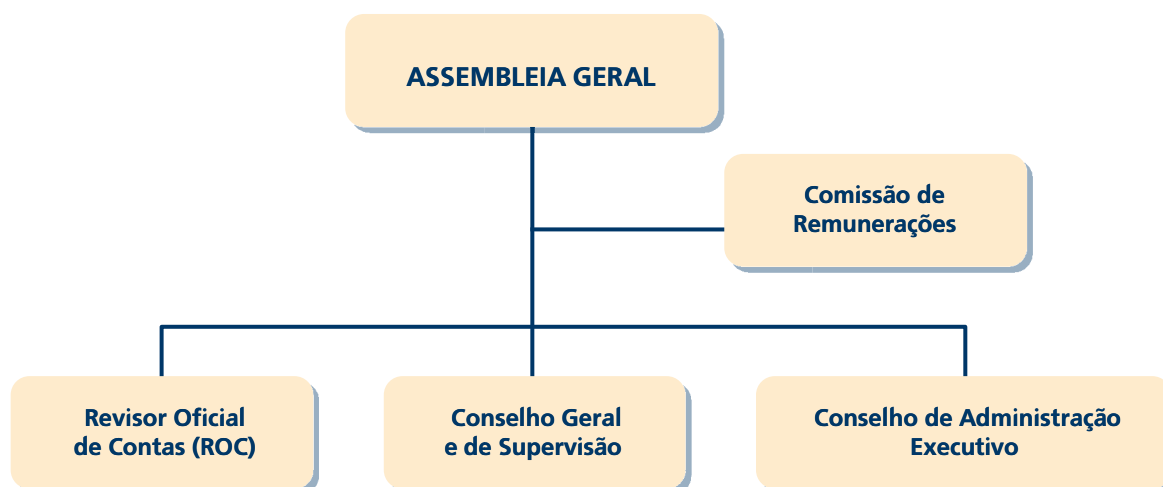 ASSEMBLEIA GERAL
Comissão de
Remunerações
Revisor Oficial
de Contas (ROC)
Conselho Geral
e de Supervisão
Conselho de Administração
Executivo